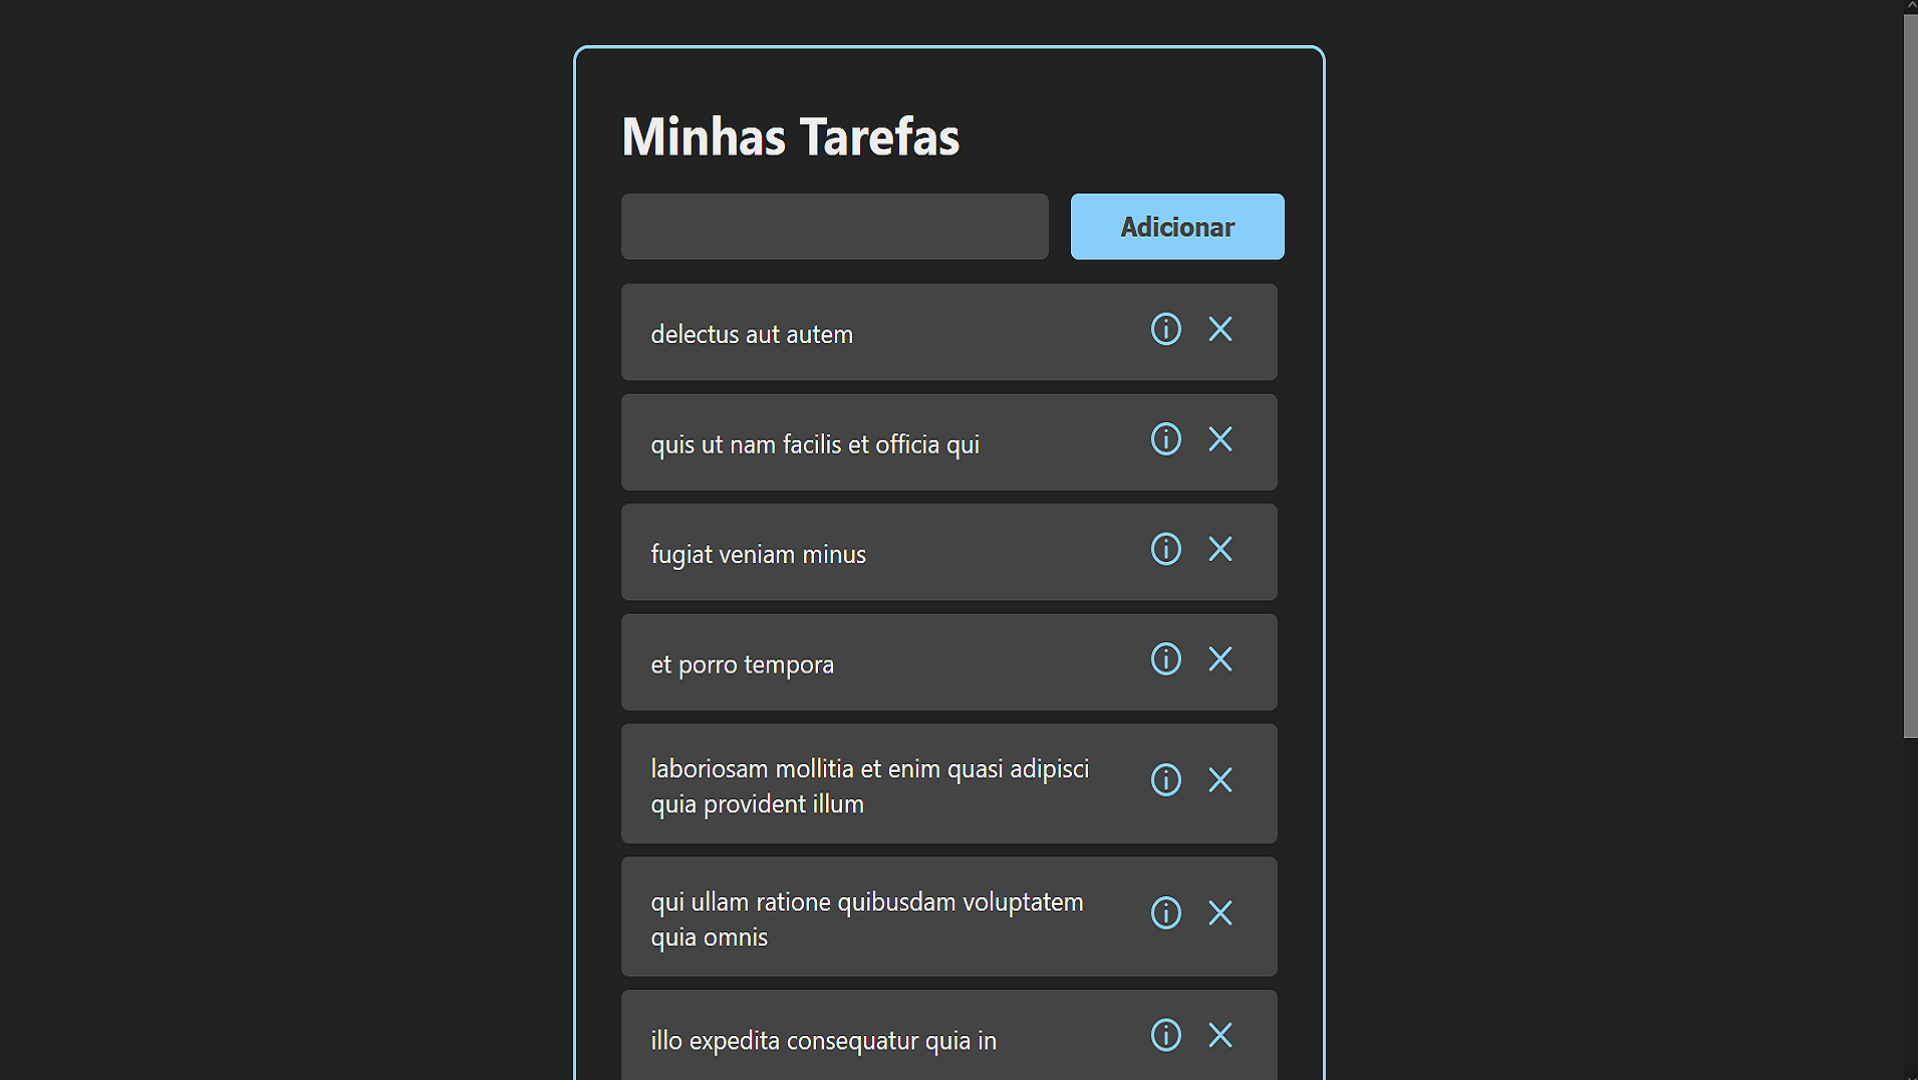 Minhas Tarefas
Adicionar
delectus aut autem
quis ut nam facilis et officia qui
fugiat veniam minus
et porro tempora
laboriosam mollitia et enim quasi adipisci
quia provident illum
qui ullam ratione quibusdam voluptatem
quia omnis
illo expedita consequatur quia in